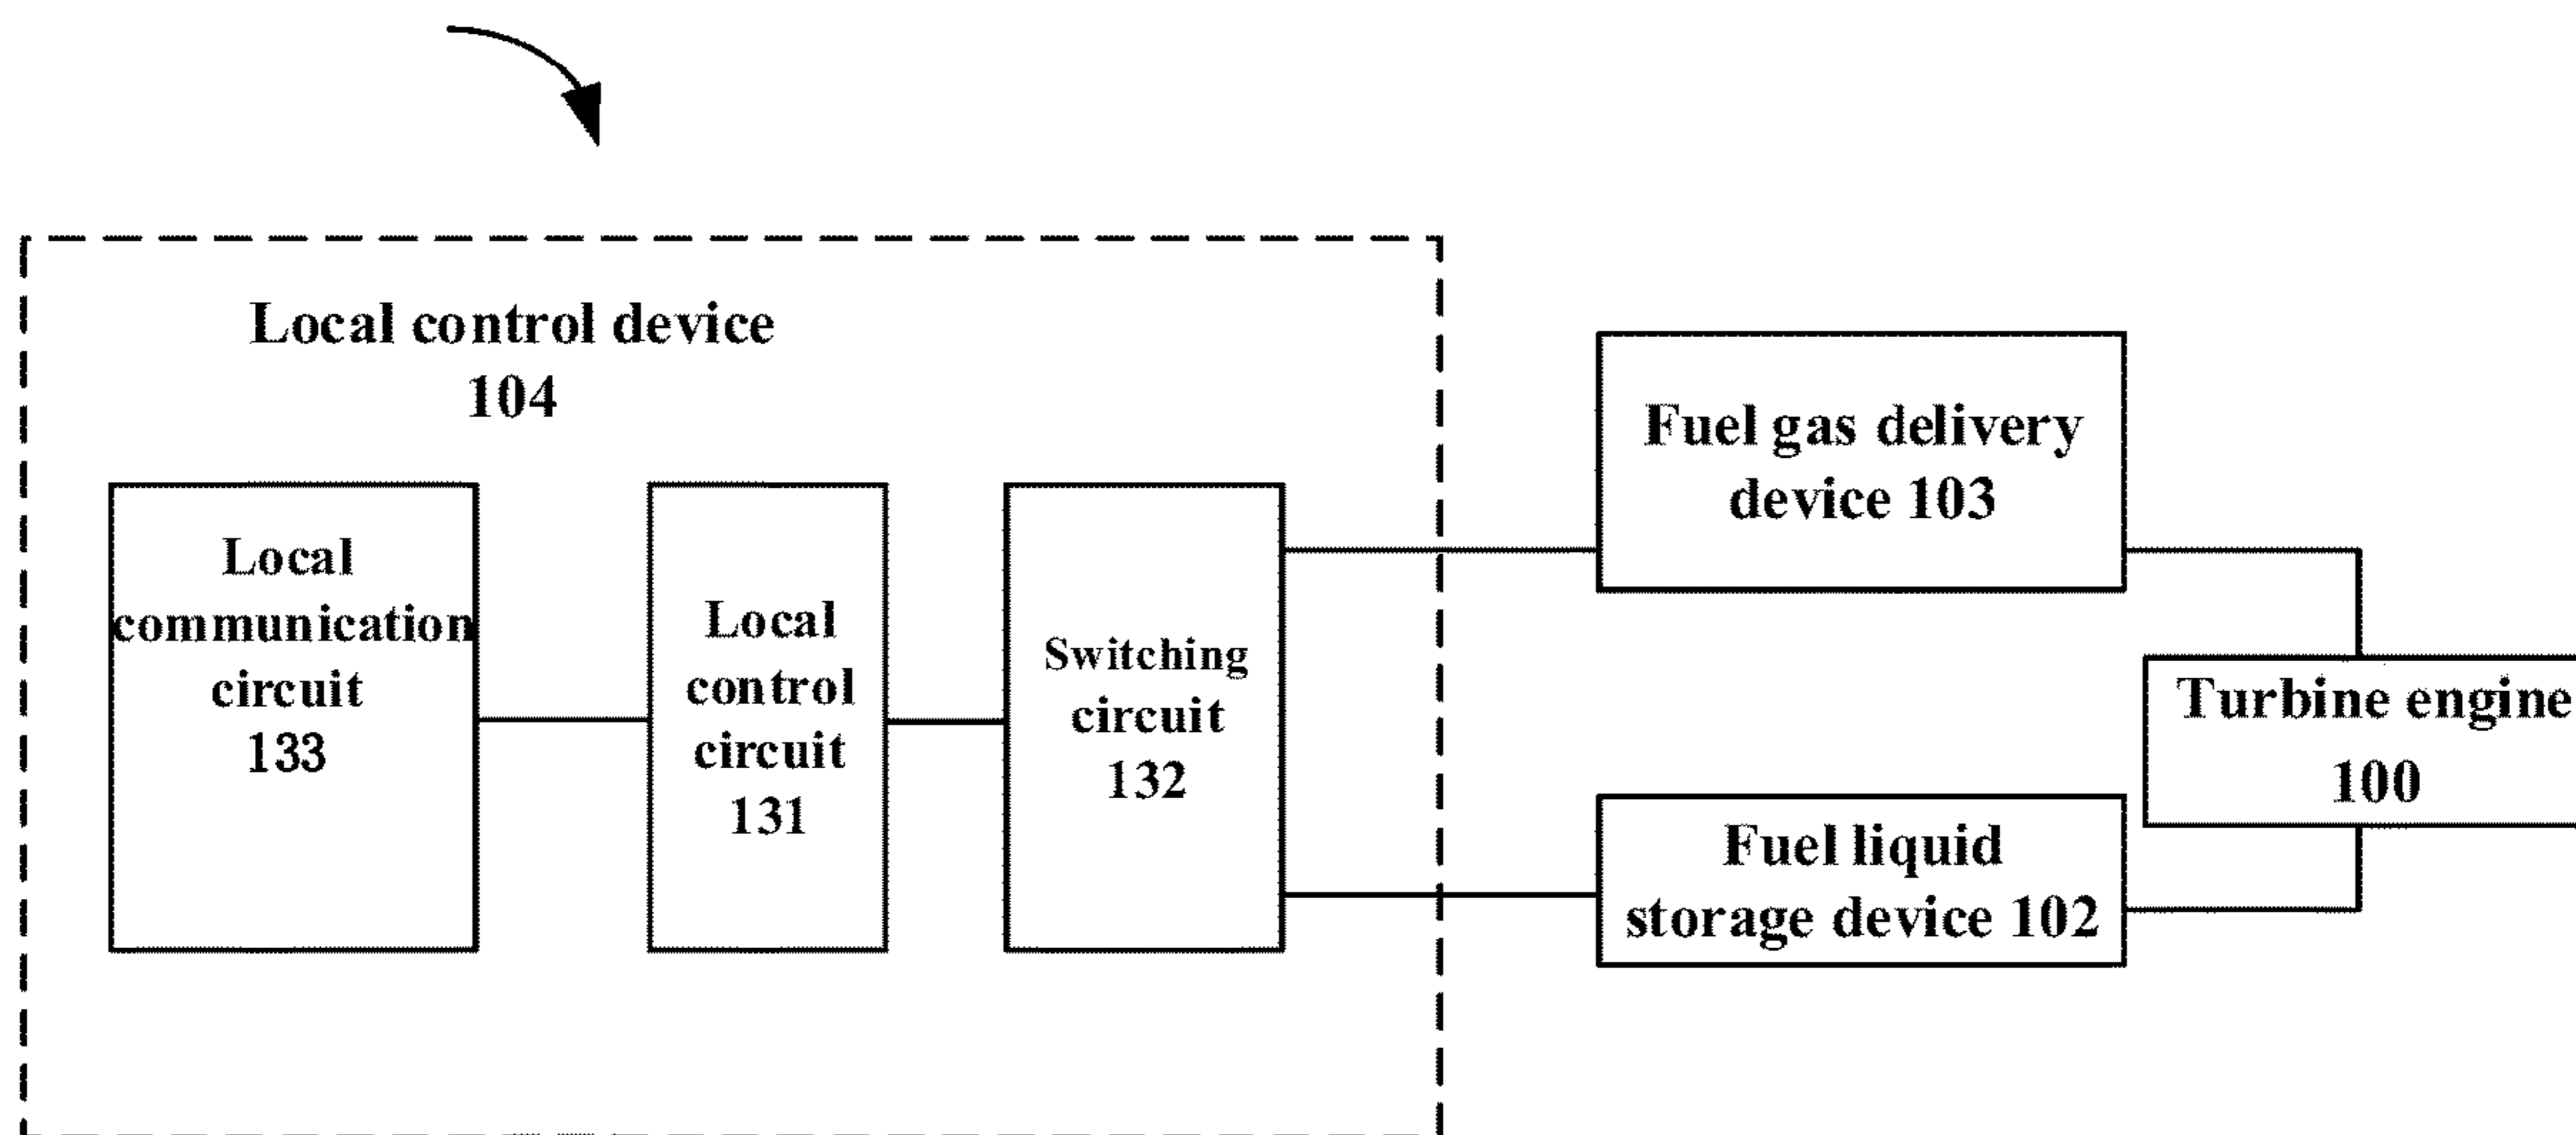 Local control device
104
Local
communication
circuit
133
Local
control
circuit
131
Switching
circuit
132
Fuel gas delivery
device 103
Fuel liquid
storage device 102
Turbine engine
100